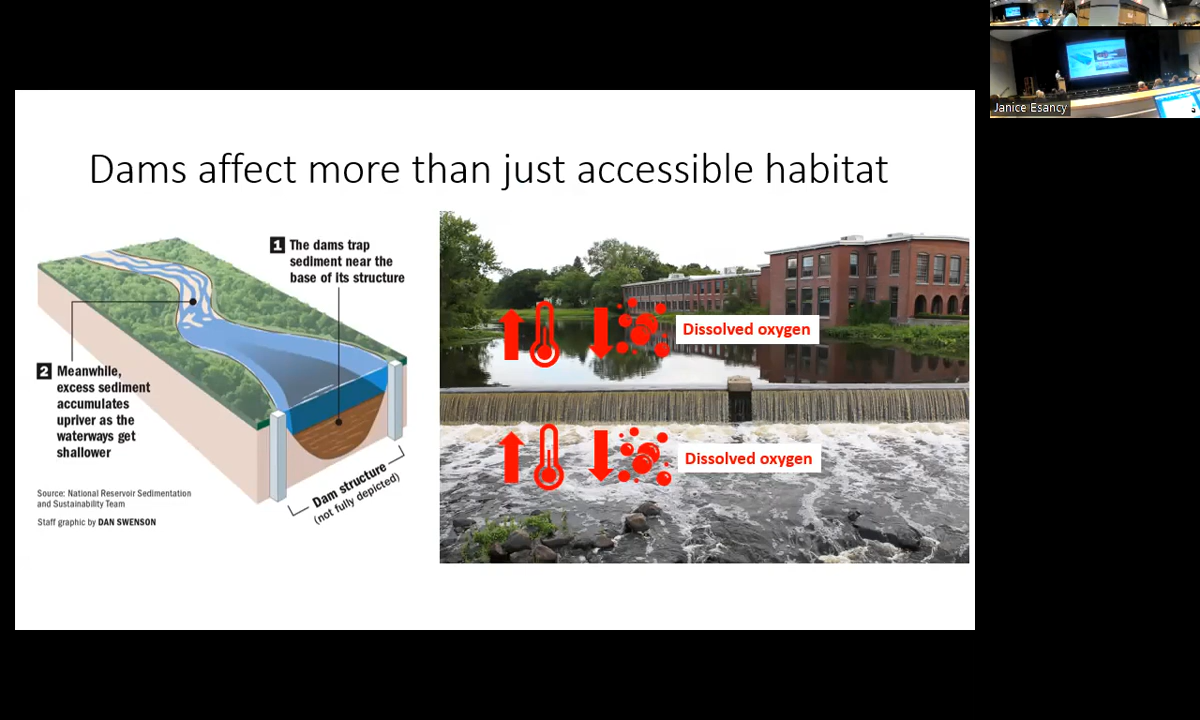 Dams affect more than just accessible habitat
1 The dams trap
sediment near the
base of its structure
2 Meanwhile,
excess sediment
accumulates
upriver as the
waterways get
shallower
Dam structure
(not fully depicted)
Source: National Reservoir Sedimentation
and Sustainability Team
Staff graphic by DAN SWENSON
Dissolved oxygen
Dissolved oxygen
Janice Esancy